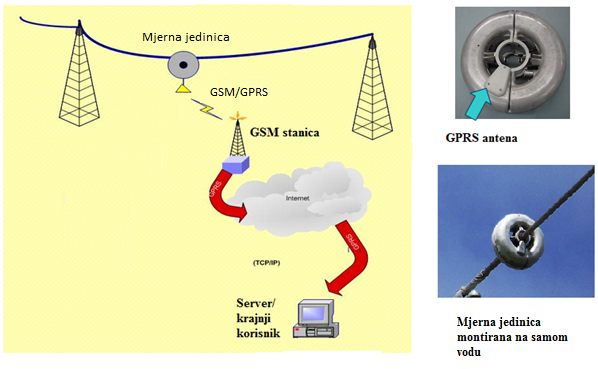 Mjerna jedinica
GSM/GPRS
GSM stanica
GPRS
Internet
GPRS
(TCP/IP)
Server/
krajnji
korisnik
GPRS antena
Mjerna jedinica
montirana na samom
vodu